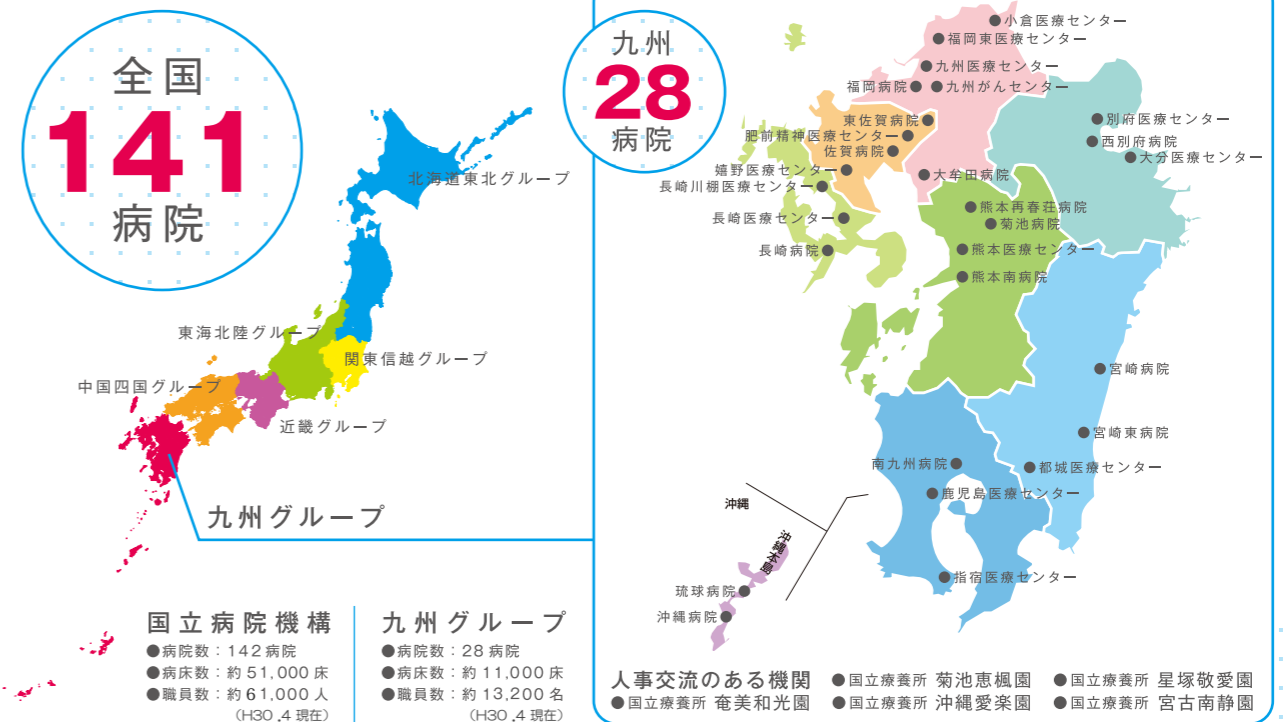 全国
141
病院
北海道東北グループ
東海北陸グループ
関東信越グループ
中国四国グループ
近畿グループ
九州グループ
国立病院機構
●病院数：142病院
●病床数：約51,000床
●職員数：約61,000人
（H30 .4 現在）
九州グループ
●病院数：28病院
●病床数：約11,000床
●職員数：約13,200名
（H30 .4 現在）
九州
28
病院
●小倉医療センター
●福岡東医療センター
●九州医療センター
福岡病院●
●九州がんセンター
東佐賀病院●
肥前精神医療センター●
佐賀病院●
嬉野医療センター●
長崎川棚医療センター●
長崎医療センター●
長崎病院●
●別府医療センター
●西別府病院
●大分医療センター
●大牟田病院
●熊本再春荘病院
●菊池病院
●熊本医療センター
●熊本南病院
●宮崎病院
●宮崎東病院
●都城医療センター
南九州病院●
●鹿児島医療センター
●指宿医療センター
沖縄
沖縄本島
琉球病院●
沖縄病院●
人事交流のある機関 ●国立療養所 菊池恵楓園 ●国立療養所 星塚敬愛園
●国立療養所 奄美和光園 ●国立療養所 沖縄愛楽園 ●国立療養所 宮古南静園